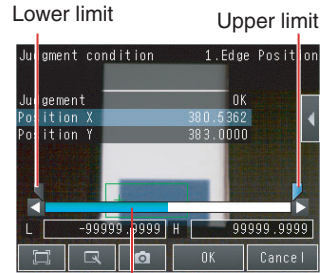 Lower limit
Upper limit
Judgment condition 1.Edge Position
Judgement OK
Position X 380.5362
Position Y 383.0000
L -99999.9999 H 99999.9999
OK Cancel